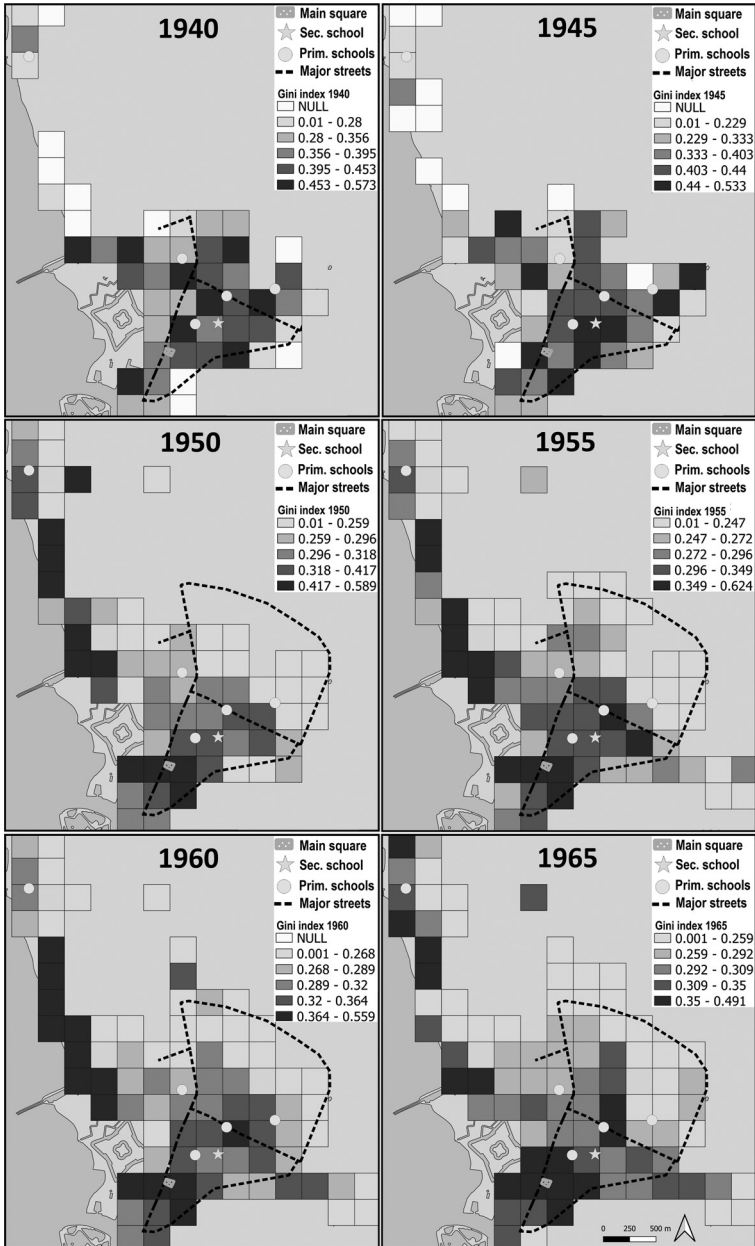 1940
Main square
Sec. school
Prim. schools
Major streets
Gini index 1940
NULL
0.01 - 0.28
0.28 - 0.356
0.356 - 0.395
0.395 - 0.453
0.453 - 0.573
1945
Main square
Sec. school
Prim. schools
Major streets
Gini index 1945
NULL
0.01 - 0.229
0.229 - 0.333
0.333 - 0.403
0.403 - 0.44
0.44 - 0.533
1950
Main square
Sec. school
Prim. schools
Major streets
Gini index 1950
0.01 - 0.259
0.259 - 0.296
0.296 - 0.318
0.318 - 0.417
0.417 - 0.589
1955
Main square
Sec. school
Prim. schools
Major streets
Gini index 1955
0.01 - 0.247
0.247 - 0.272
0.272 - 0.296
0.296 - 0.349
0.349 - 0.624
1960
Main square
Sec. school
Prim. schools
Major streets
Gini index 1960
NULL
0.001 - 0.268
0.268 - 0.289
0.289 - 0.32
0.32 - 0.364
0.364 - 0.559
1965
Main square
Sec. school
Prim. schools
Major streets
Gini index 1965
0.001 - 0.259
0.259 - 0.292
0.292 - 0.309
0.309 - 0.35
0.35 - 0.491
0 250 500 m